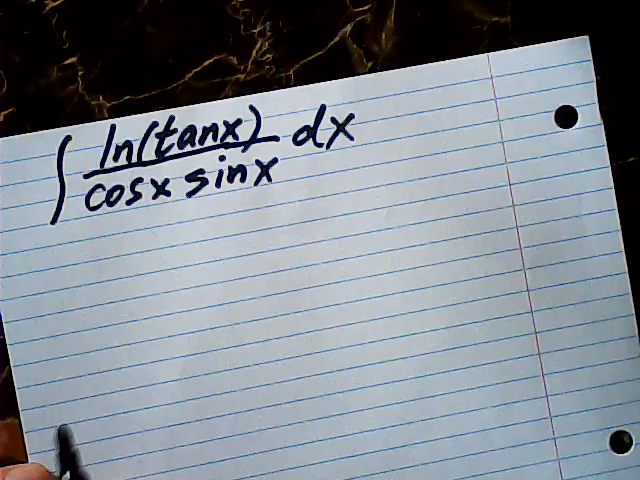 ∫ ln(tanx) / cosx sinx dx